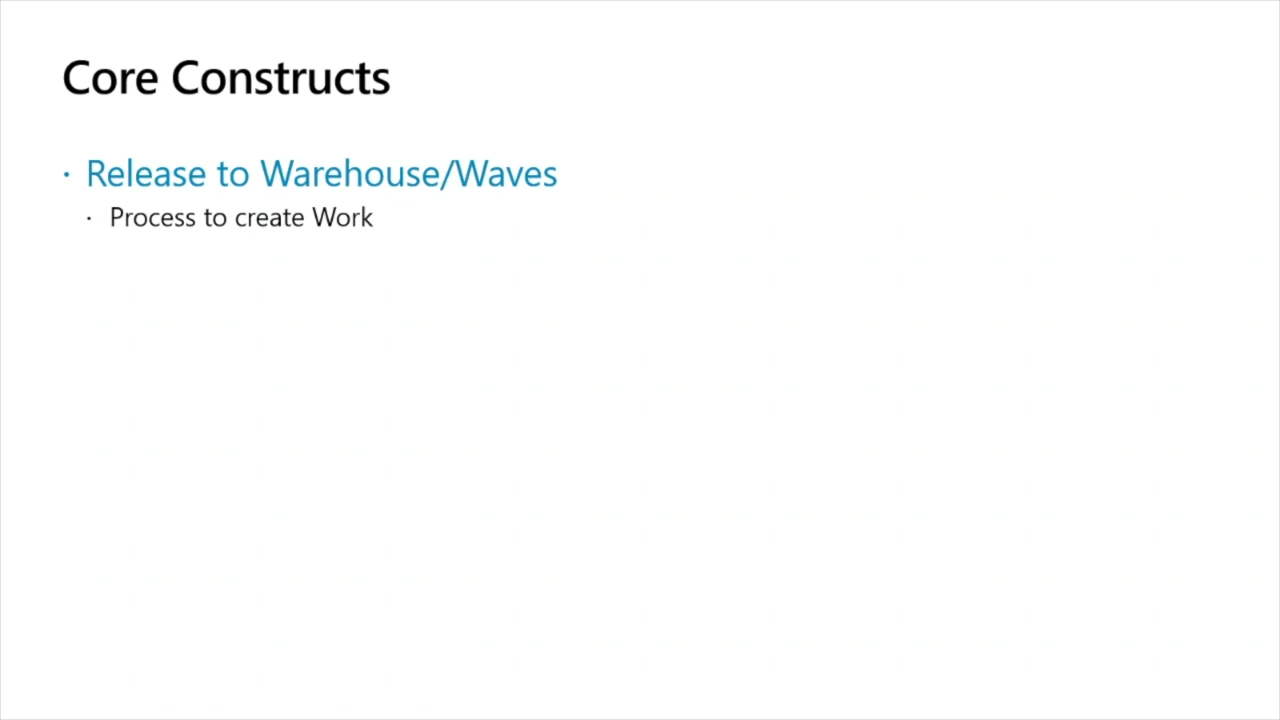 Core Constructs
· Release to Warehouse/Waves
· Process to create Work